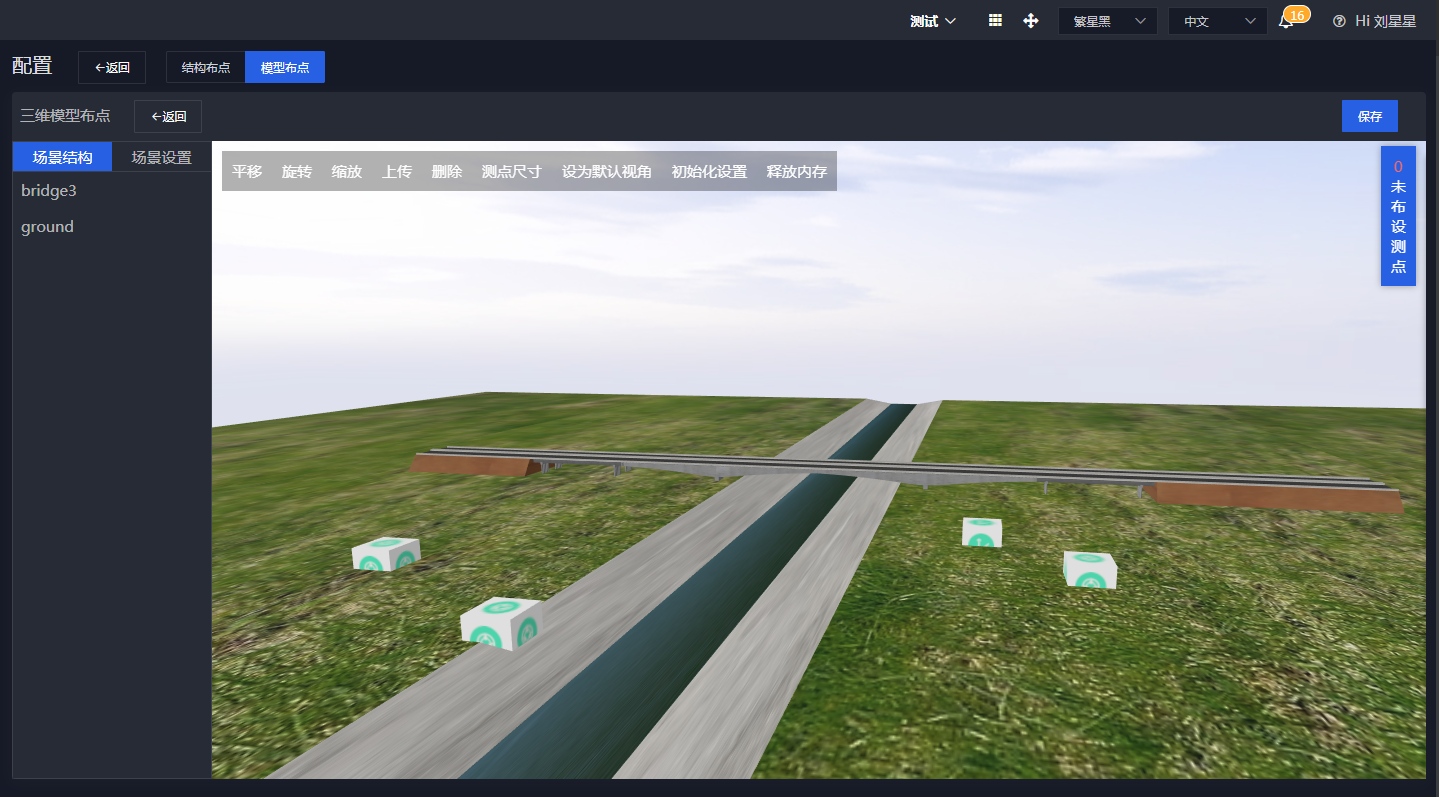 测试 繁星黑 中文 16 Hi 刘星星
配置 ←返回 结构布点 模型布点
三维模型布点 ←返回 保存
场景结构 场景设置
平移 旋转 缩放 上传 删除 测点尺寸 设为默认视角 初始化设置 释放内存
bridge3
ground
0
未
布
设
测
点